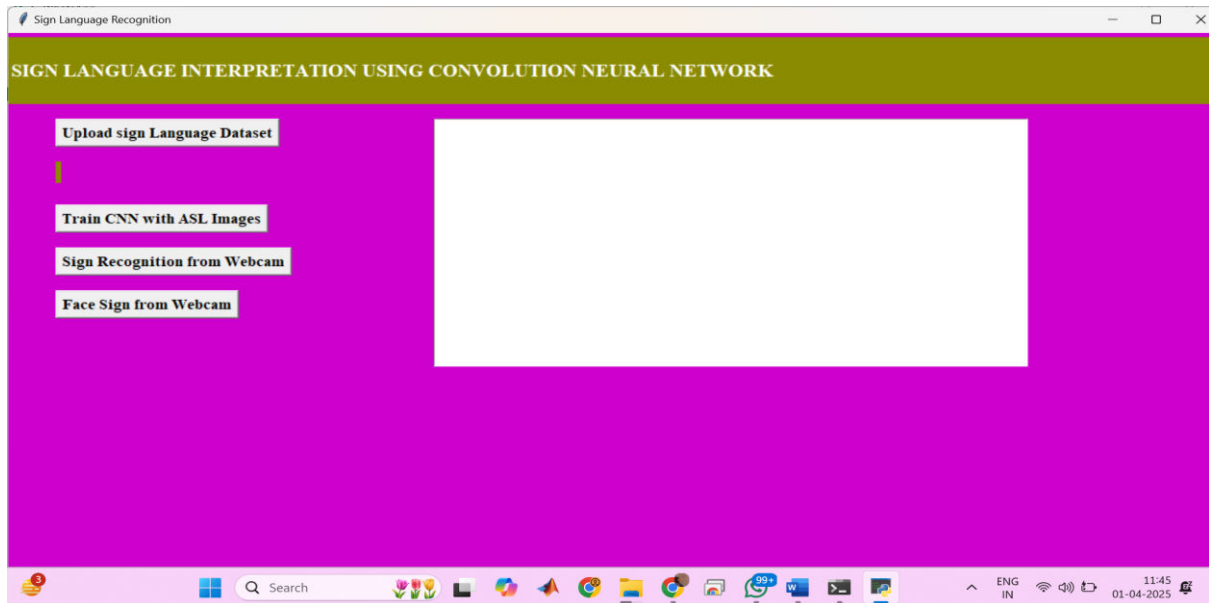 Sign Language Recognition
SIGN LANGUAGE INTERPRETATION USING CONVOLUTION NEURAL NETWORK
Upload sign Language Dataset
Train CNN with ASL Images
Sign Recognition from Webcam
Face Sign from Webcam
3
Search
99+
W
ENG
IN
11:45
01-04-2025